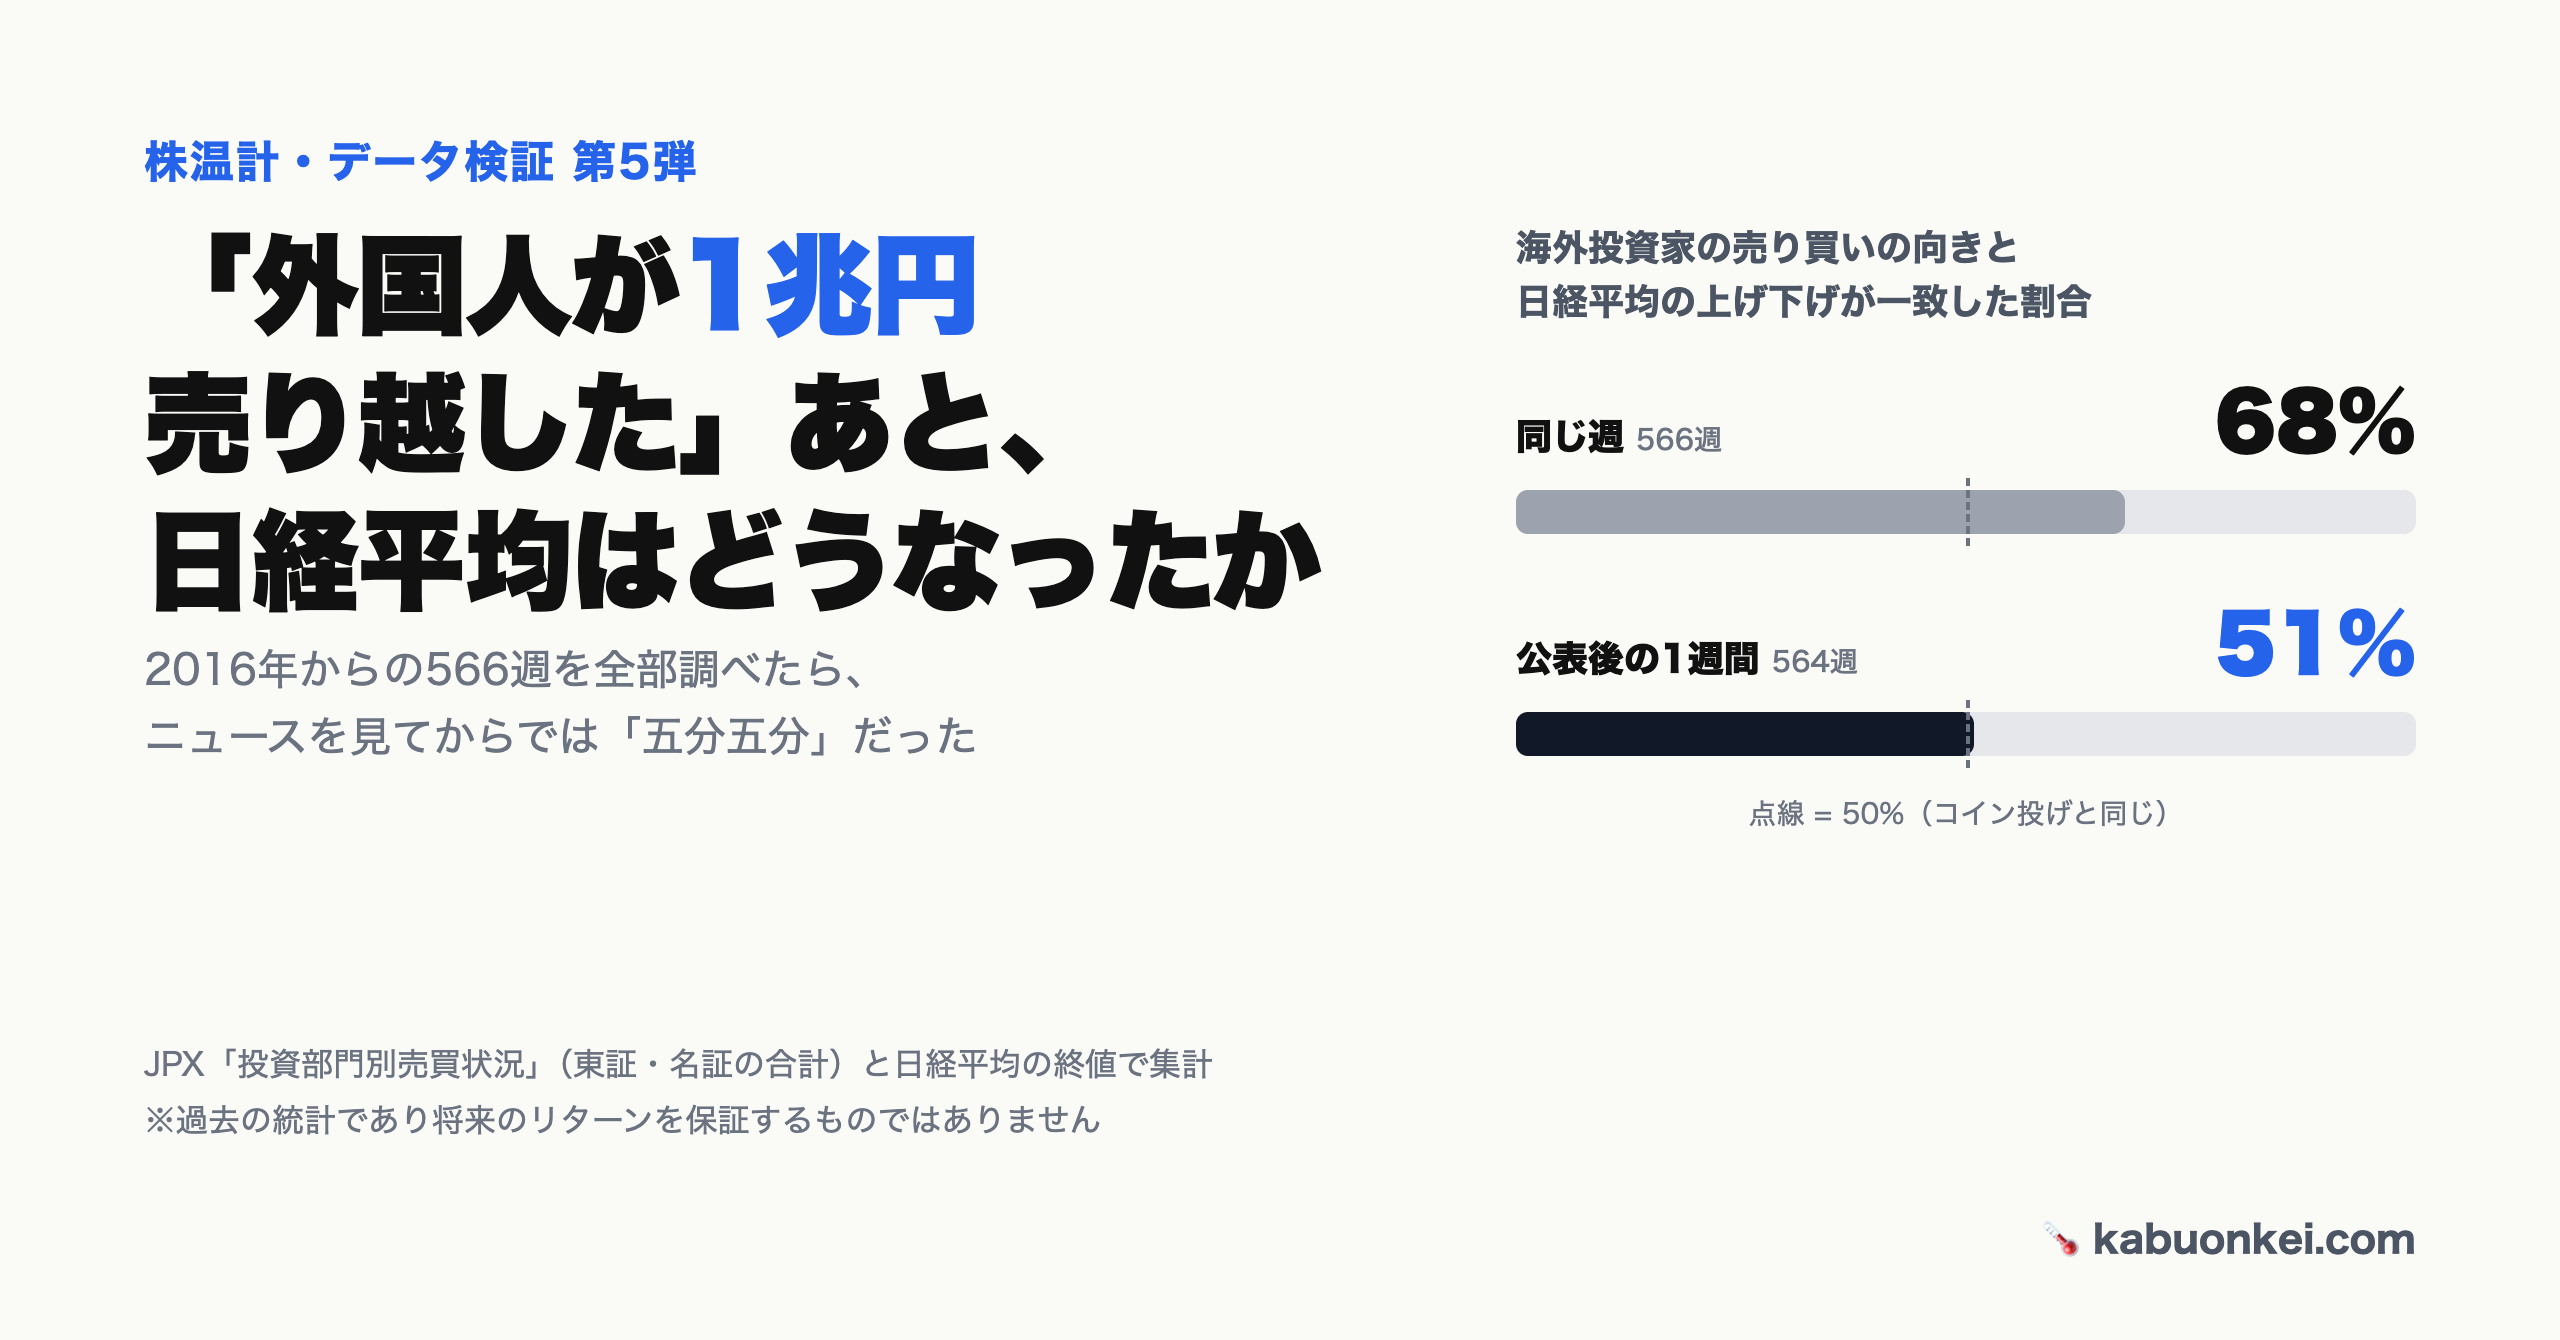 株温計・データ検証 第5弾
「外国人が1兆円
売り越した」あと、
日経平均はどうなったか
2016年からの566週を全部調べたら、
ニュースを見てからでは「五分五分」だった
海外投資家の売り買いの向きと
日経平均の上げ下げが一致した割合
同じ週 566週 68%
公表後の1週間 564週 51%
点線 = 50%（コイン投げと同じ）
JPX「投資部門別売買状況」（東証・名証の合計）と日経平均の終値で集計
※過去の統計であり将来のリターンを保証するものではありません
kabuonkei.com